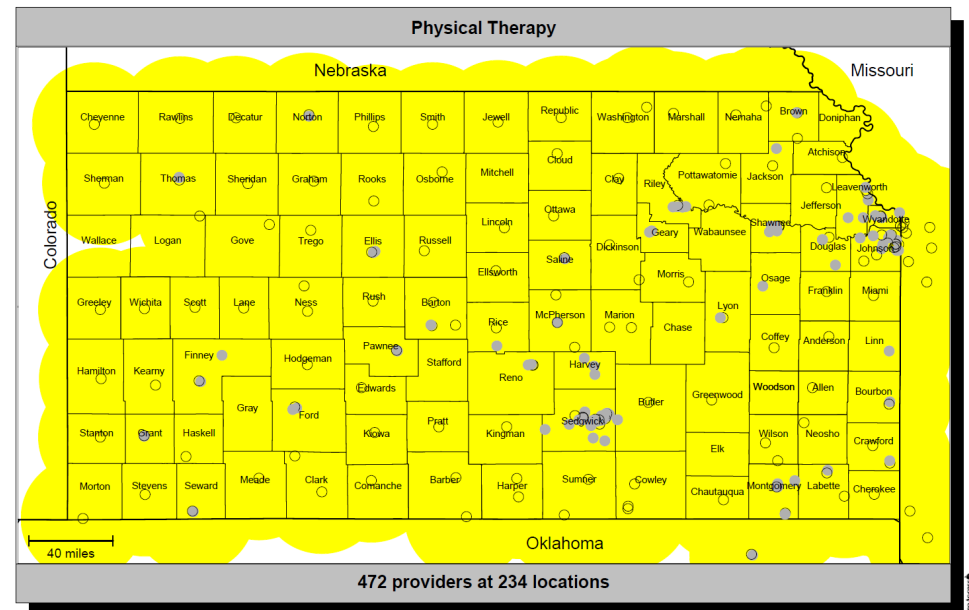 Physical Therapy
Nebraska
Missouri
Colorado
Cheyenne Rawlins Decatur Norton Phillips Smith Jewell Republic Washington Marshall Nemaha Brown Doniphan
Atchison
Sherman Thomas Sheridan Graham Rooks Osborne Mitchell Cloud Clay Riley Pottawatomie Jackson Jefferson Leavenworth
Wyandotte
Wallace Logan Gove Trego Ellis Russell Lincoln Ottawa Dickinson Geary Wabaunsee Shawnee Douglas Johnson
Ellsworth Saline Morris Osage Franklin Miami
Greeley Wichita Scott Lane Ness Rush Barton Rice McPherson Marion Chase Lyon Coffey Anderson Linn
Hamilton Kearny Finney Hodgeman Pawnee Stafford Reno Harvey
Gray Ford Edwards Butler Greenwood Woodson Allen Bourbon
Stanton Grant Haskell Kiowa Pratt Kingman Sedgwick Elk Wilson Neosho Crawford
Morton Stevens Seward Meade Clark Comanche Barber Harper Sumner Cowley Chautauqua Montgomery Labette Cherokee
40 miles
Oklahoma
472 providers at 234 locations